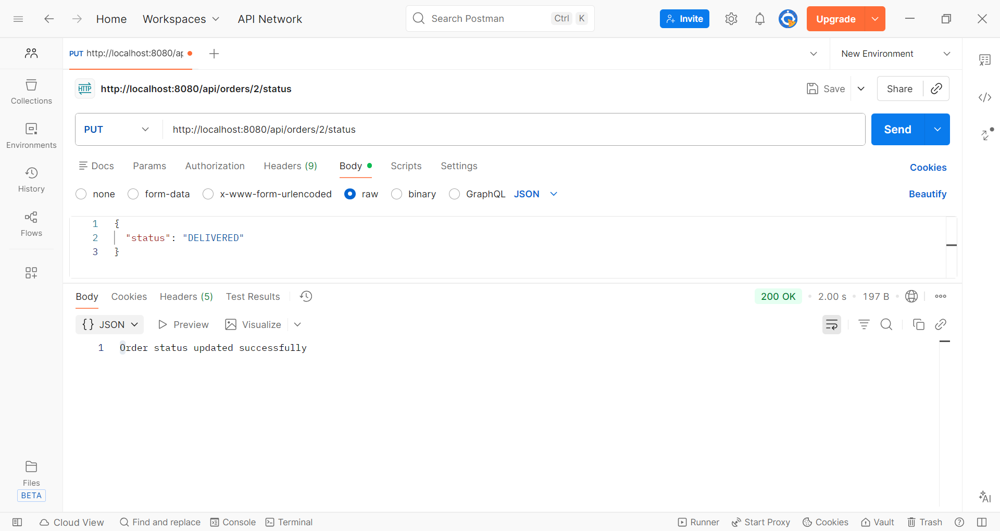 Home Workspaces API Network Search Postman Ctrl K Invite Upgrade
PUT http://localhost:8080/ap New Environment
Collections
Environments
History
Flows
Files
BETA
HTTP http://localhost:8080/api/orders/2/status Save Share
PUT http://localhost:8080/api/orders/2/status Send
Docs Params Authorization Headers (9) Body Scripts Settings Cookies
none form-data x-www-form-urlencoded raw binary GraphQL JSON Beautify
1 {
2 "status": "DELIVERED"
3 }
Body Cookies Headers (5) Test Results 200 OK 2.00 s 197 B
{} JSON Preview Visualize
1 Order status updated successfully
AI
Cloud View Find and replace Console Terminal Runner Start Proxy Cookies Vault Trash